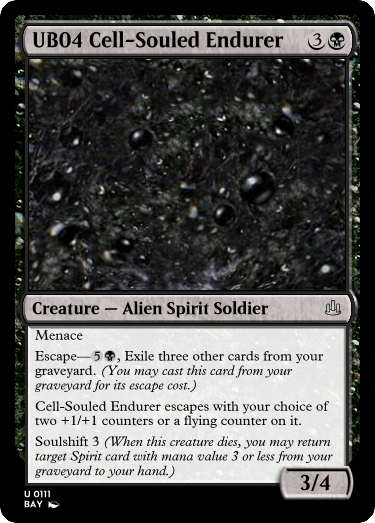 UB04 Cell-Souled Endurer 3
Creature — Alien Spirit Soldier
Menace
Escape—5, Exile three other cards from your
graveyard. (You may cast this card from your
graveyard for its escape cost.)
Cell-Souled Endurer escapes with your choice of
two +1/+1 counters or a flying counter on it.
Soulshift 3 (When this creature dies, you may return
target Spirit card with mana value 3 or less from your
graveyard to your hand.)
3/4
U 0111
BAY